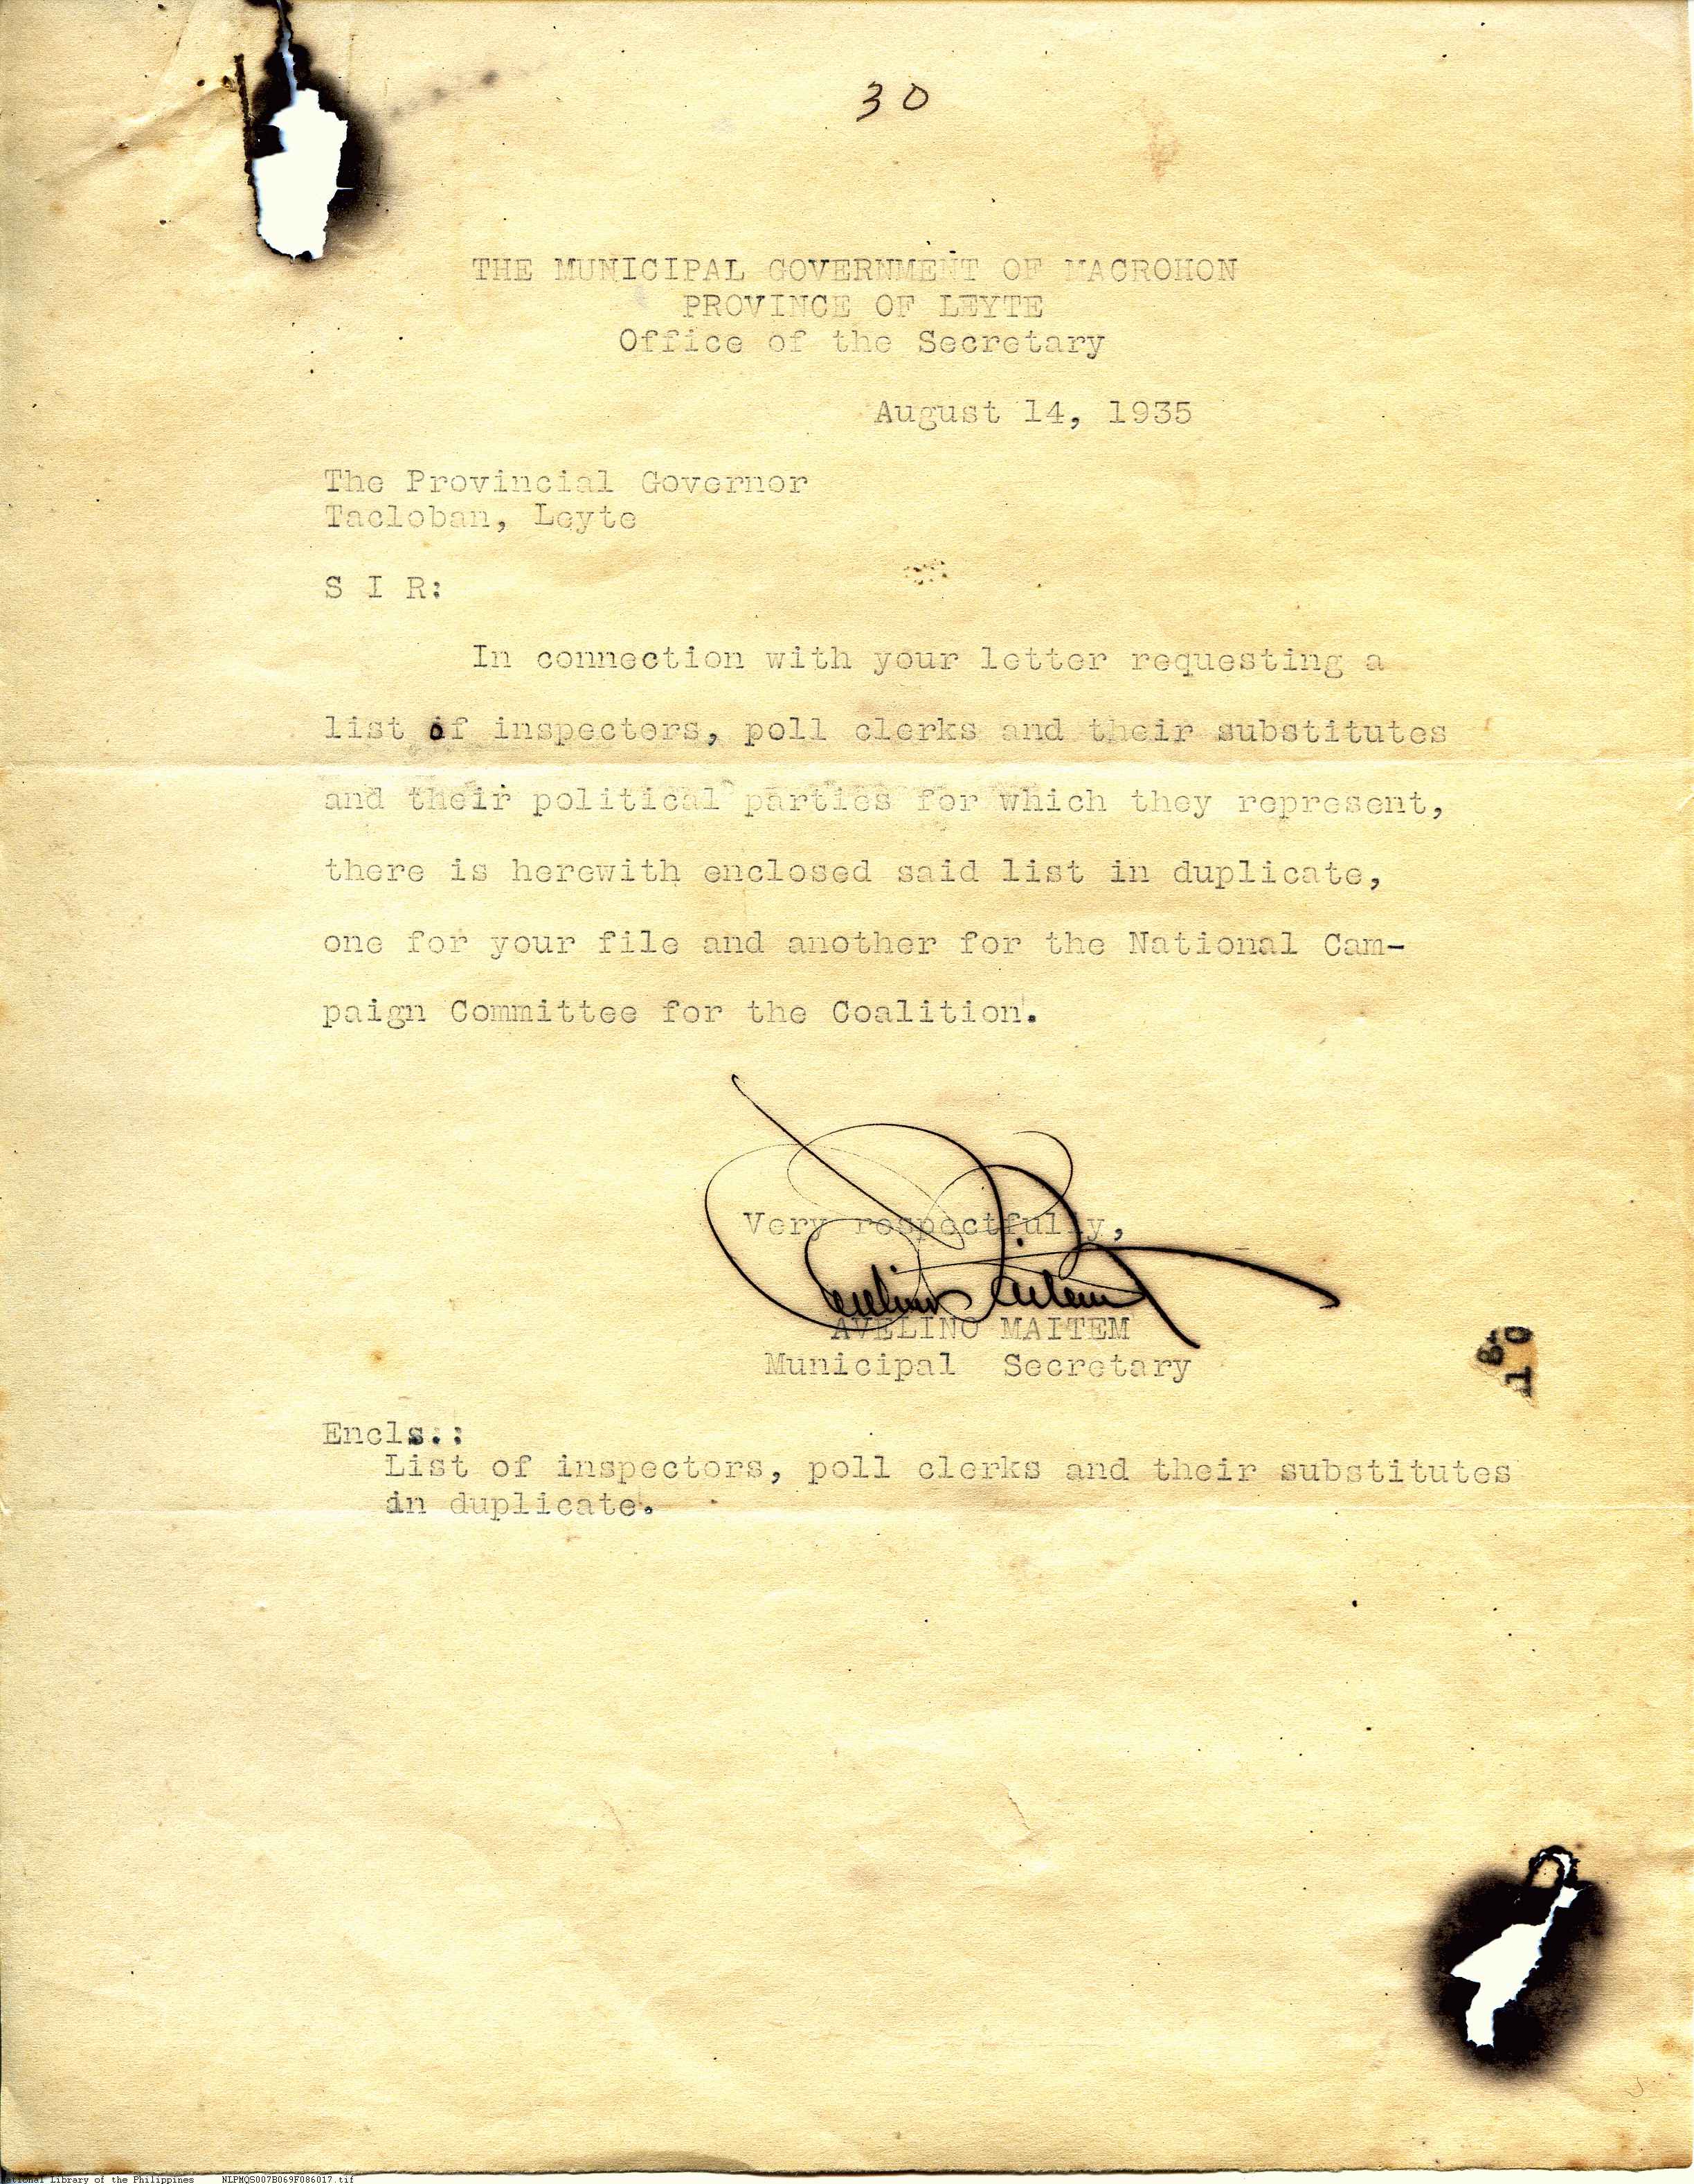 30
THE MUNICIPAL GOVERNMENT OF MACROHON
PROVINCE OF LEYTE
Office of the Secretary
August 14, 1935
The Provincial Governor
Tacloban, Leyte
S I R:
In connection with your letter requesting a
list of inspectors, poll clerks and their substitutes
and their political parties for which they represent,
there is herewith enclosed said list in duplicate,
one for your file and another for the National Cam-
paign Committee for the Coalition.
Very respectfully,
Avelino Maitem
AVELINO MAITEM
Municipal Secretary
Encls.:
List of inspectors, poll clerks and their substitutes
in duplicate.
National Library of the Philippines NLPMQS007B069F086017.tif